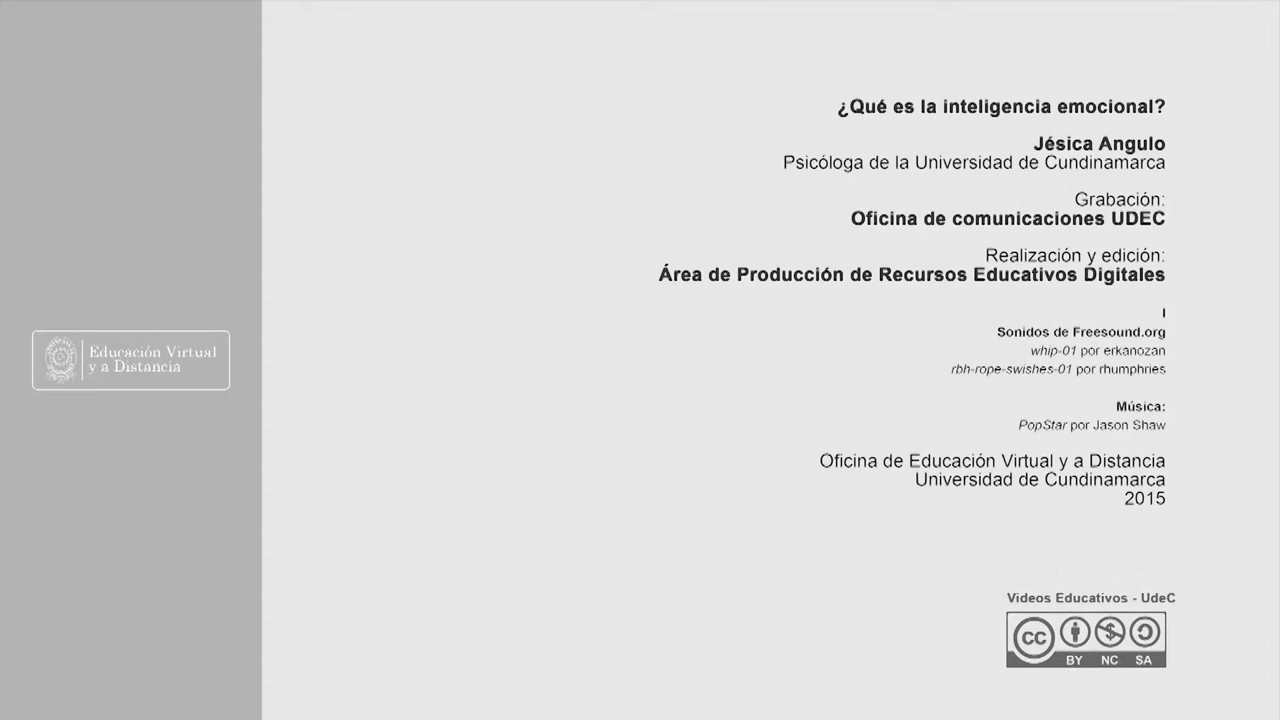 Educación Virtual
y a Distancia
¿Qué es la inteligencia emocional?
Jésica Angulo
Psicóloga de la Universidad de Cundinamarca
Grabación:
Oficina de comunicaciones UDEC
Realización y edición:
Área de Producción de Recursos Educativos Digitales
I
Sonidos de Freesound.org
whip-01 por erkanozan
rbh-rope-swishes-01 por rhumphries
Música:
PopStar por Jason Shaw
Oficina de Educación Virtual y a Distancia
Universidad de Cundinamarca
2015
Videos Educativos - UdeC
cc
BY NC SA